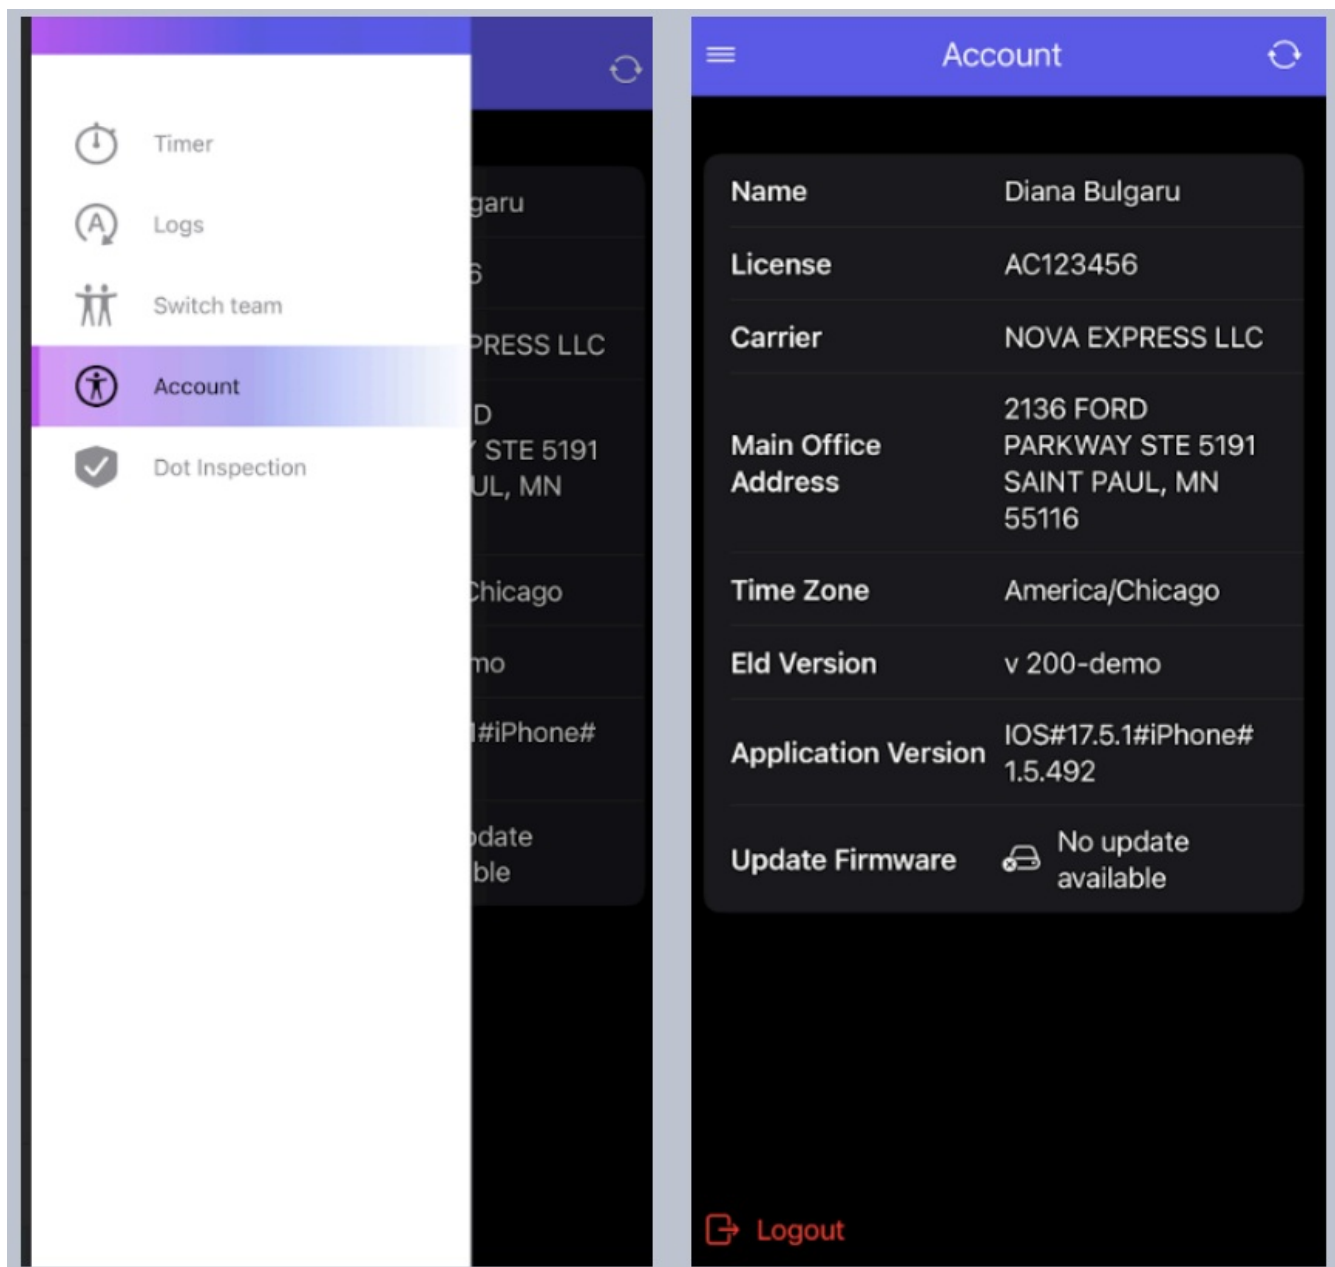 Timer
Logs
Switch team
Account
Dot Inspection
garu
6
PRESS LLC
D
STE 5191
UL, MN
Chicago
mo
#iPhone#
date
ble
Account
Name Diana Bulgaru
License AC123456
Carrier NOVA EXPRESS LLC
Main Office
Address
2136 FORD
PARKWAY STE 5191
SAINT PAUL, MN
55116
Time Zone America/Chicago
Eld Version v 200-demo
Application Version
IOS#17.5.1#iPhone#
1.5.492
Update Firmware
No update
available
Logout